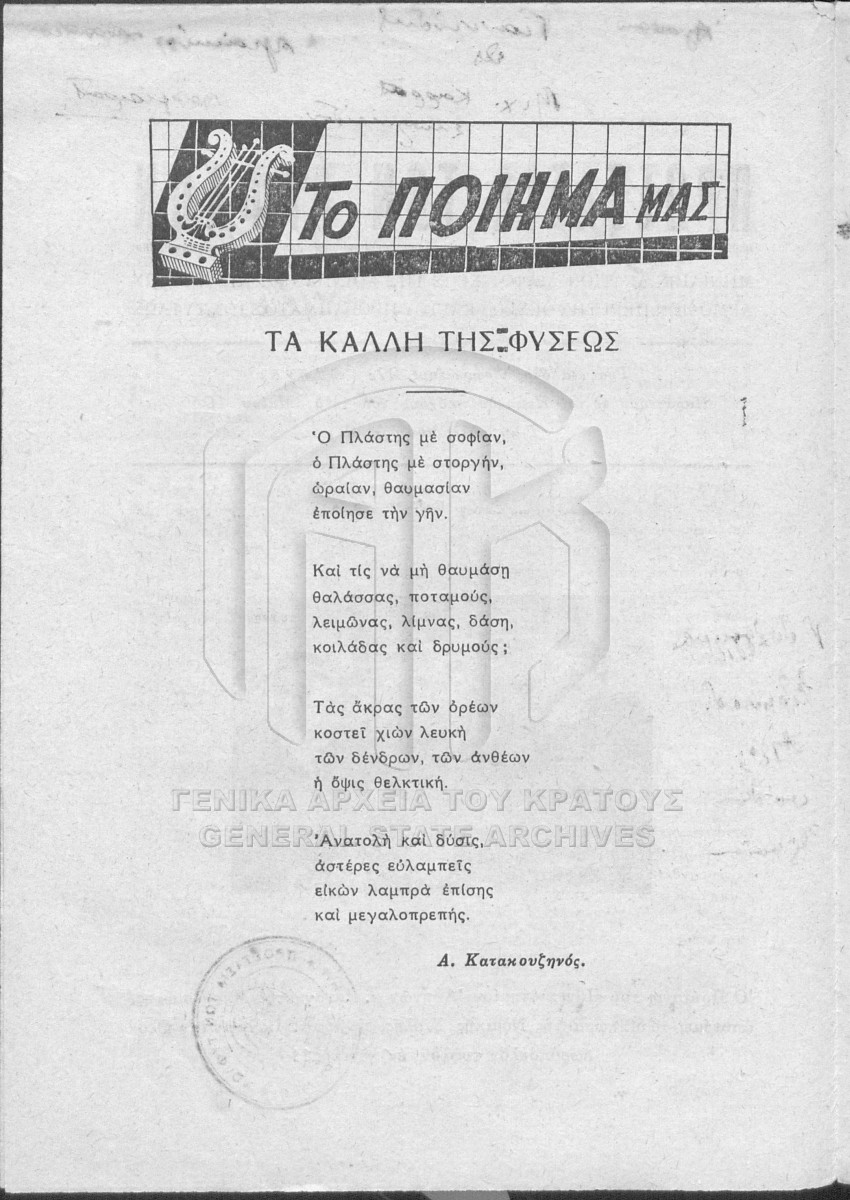 Το ΠΟΙΗΜΑ ΜΑΣ
ΤΑ ΚΑΛΛΗ ΤΗΣ ΦΥΣΕΩΣ
Ὁ Πλάστης μὲ σοφίαν,
ὁ Πλάστης μὲ στοργήν,
ὡραίαν, θαυμασίαν
ἐποίησε τὴν γῆν.
Καὶ τίς νὰ μὴ θαυμάσῃ
θαλάσσας, ποταμούς,
λειμῶνας, λίμνας, δάση,
κοιλάδας καὶ δρυμούς ;
Τὰς ἄκρας τῶν ὀρέων
κοστεῖ χιὼν λευκὴ
τῶν δένδρων, τῶν ἀνθέων
ἡ ὄψις θελκτική.
ΓΕΝΙΚΑ ΑΡΧΕΙΑ ΤΟΥ ΚΡΑΤΟΥΣ
GENERAL STATE ARCHIVES
Ἀνατολὴ καὶ δύσις,
ἀστέρες εὐλαμπεῖς
εἰκὼν λαμπρὰ ἐπίσης
καὶ μεγαλοπρεπής.
Α. Κατακουζηνός.